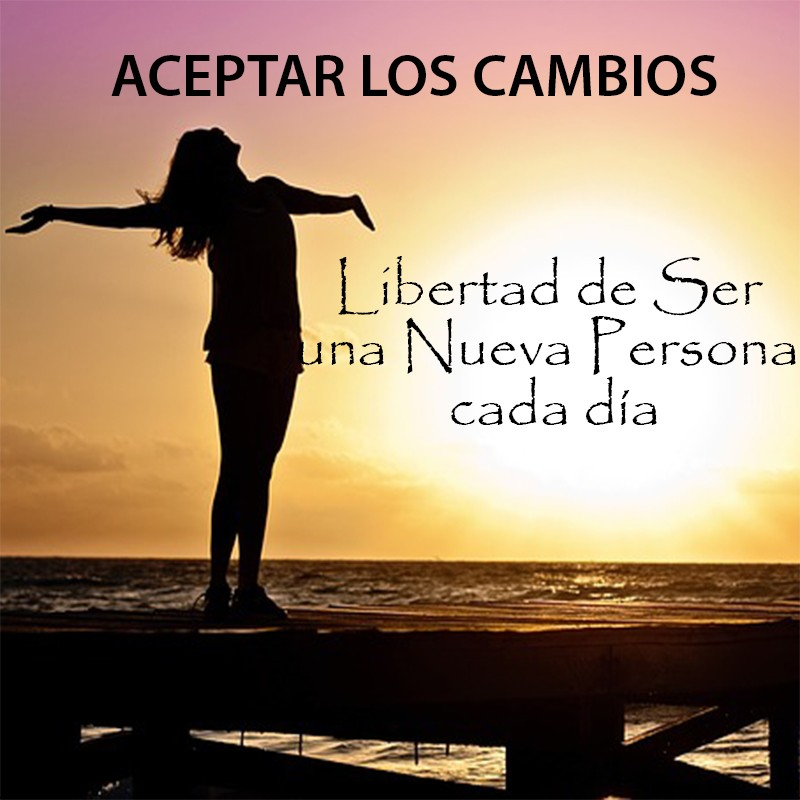 ACEPTAR LOS CAMBIOS
Libertad de Ser
una Nueva Persona
cada día